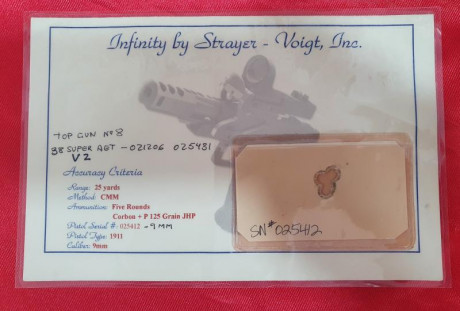 Infinity by Strayer - Voigt, Inc.
TOP GUN Nº 8
38 SUPER AET - 021206 025431
V2
Accuracy Criteria
Range: 25 yards
Method: CMM
Ammunition: Five Rounds
Corbon + P 125 Grain JHP
Pistol Serial #: 025412 - 9MM
Pistol Type: 1911
Caliber: 9mm
SN# 025412